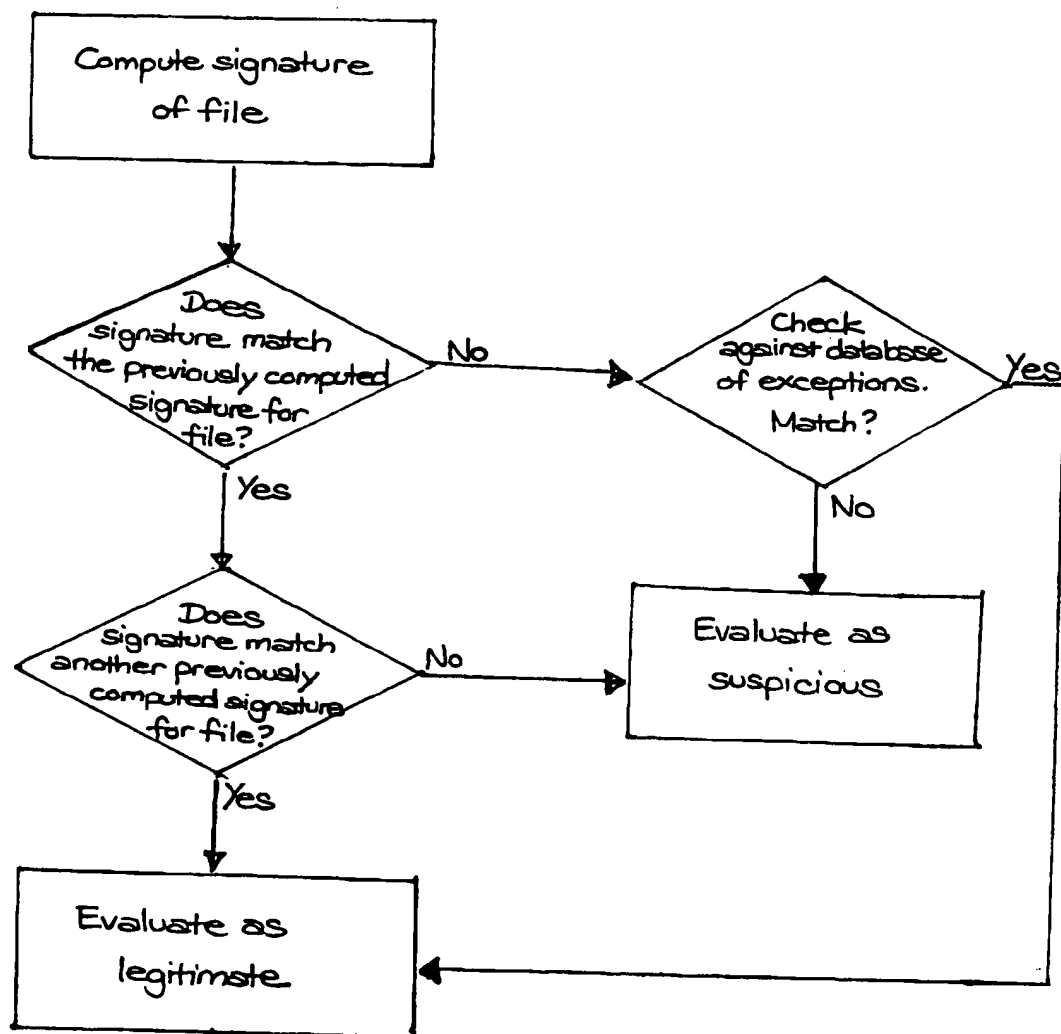 Compute signature
of file
Does
signature match
the previously computed
signature for
file?
No
Check
against database
of exceptions.
Match?
Yes
Yes
No
Does
signature match
another previously
computed signature
for file?
No
Evaluate as
suspicious
Yes
Evaluate as
legitimate